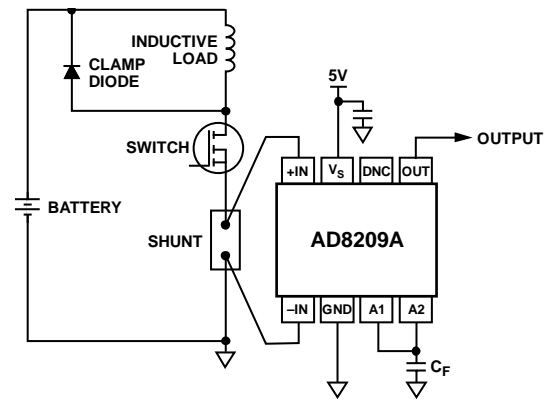 INDUCTIVE
LOAD
CLAMP
DIODE
5V
OUTPUT
SWITCH
+IN
VS
DNC
OUT
BATTERY
SHUNT
AD8209A
–IN
GND
A1
A2
CF